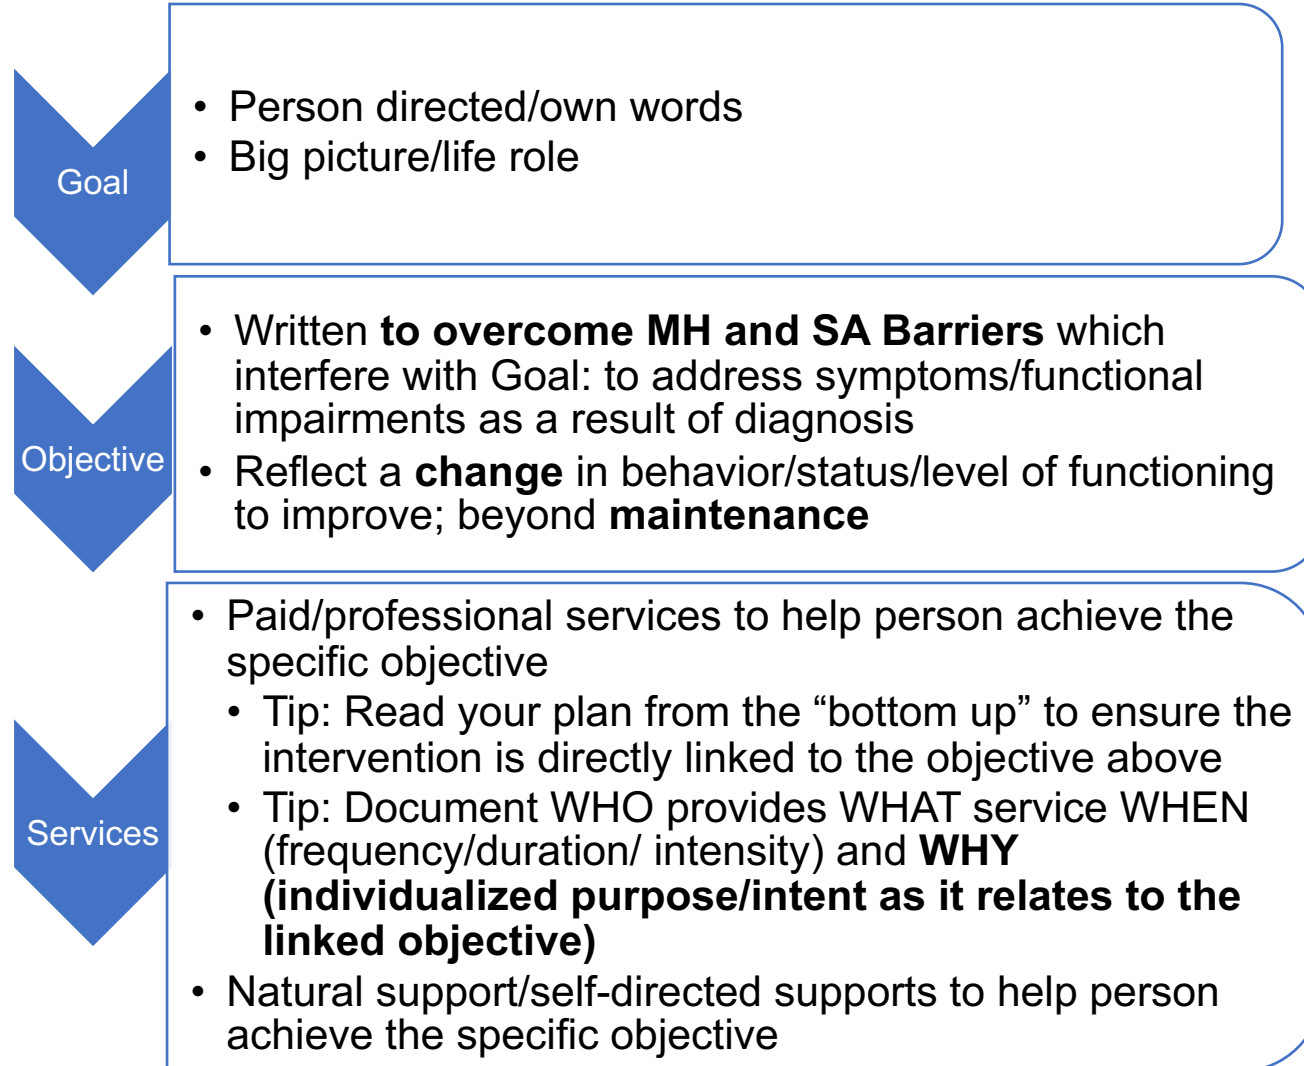 Goal
• Person directed/own words
• Big picture/life role
Objective
• Written to overcome MH and SA Barriers which
interfere with Goal: to address symptoms/functional
impairments as a result of diagnosis
• Reflect a change in behavior/status/level of functioning
to improve; beyond maintenance
Services
• Paid/professional services to help person achieve the
specific objective
• Tip: Read your plan from the “bottom up” to ensure the
intervention is directly linked to the objective above
• Tip: Document WHO provides WHAT service WHEN
(frequency/duration/ intensity) and WHY
(individualized purpose/intent as it relates to the
linked objective)
• Natural support/self-directed supports to help person
achieve the specific objective